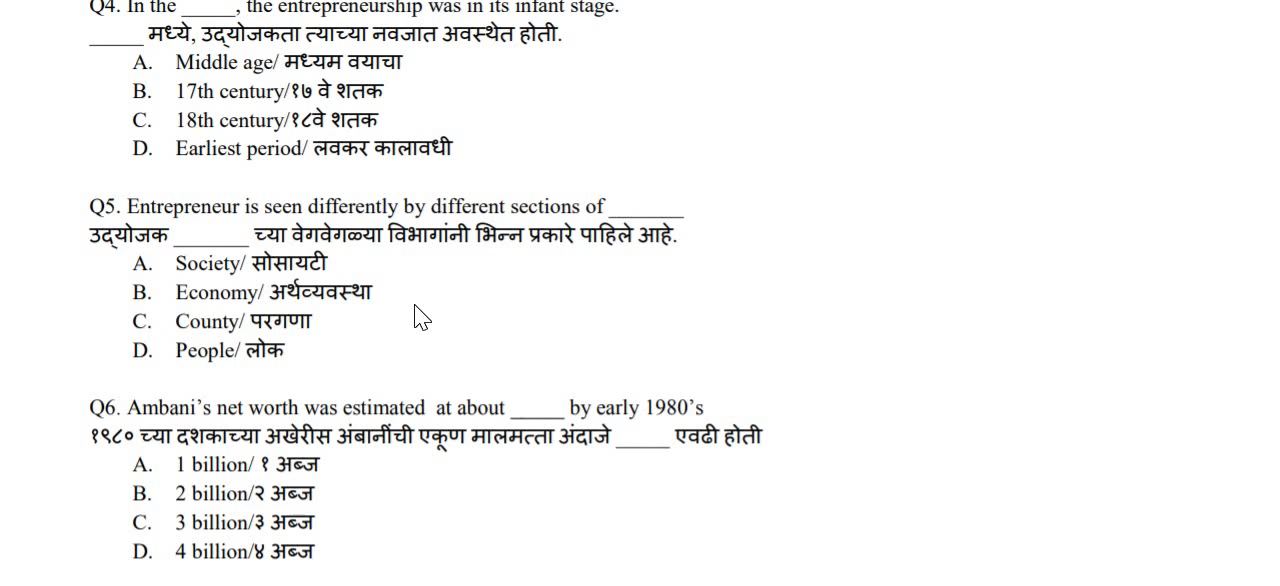 Q4. In the _____, the entrepreneurship was in its infant stage.
_____ मध्ये, उद्योजकता त्याच्या नवजात अवस्थेत होती.
A. Middle age/ मध्यम वयाचा
B. 17th century/१७ वे शतक
C. 18th century/१८वे शतक
D. Earliest period/ लवकर कालावधी
Q5. Entrepreneur is seen differently by different sections of _______
उद्योजक _______ च्या वेगवेगळ्या विभागांनी भिन्न प्रकारे पाहिले आहे.
A. Society/ सोसायटी
B. Economy/ अर्थव्यवस्था
C. County/ परगणा
D. People/ लोक
Q6. Ambani’s net worth was estimated at about _____ by early 1980’s
१९८० च्या दशकाच्या अखेरीस अंबानींची एकूण मालमत्ता अंदाजे _____ एवढी होती
A. 1 billion/ १ अब्ज
B. 2 billion/२ अब्ज
C. 3 billion/३ अब्ज
D. 4 billion/४ अब्ज